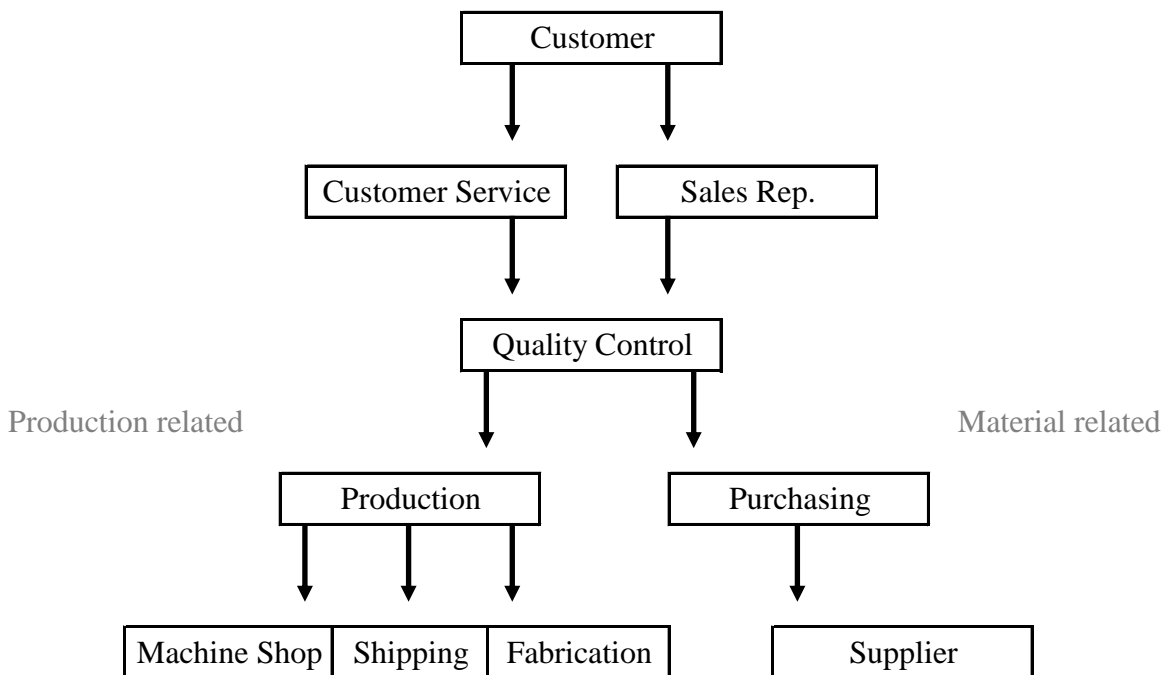 Customer
Customer Service
Sales Rep.
Quality Control
Production related
Material related
Production
Purchasing
Machine Shop
Shipping
Fabrication
Supplier